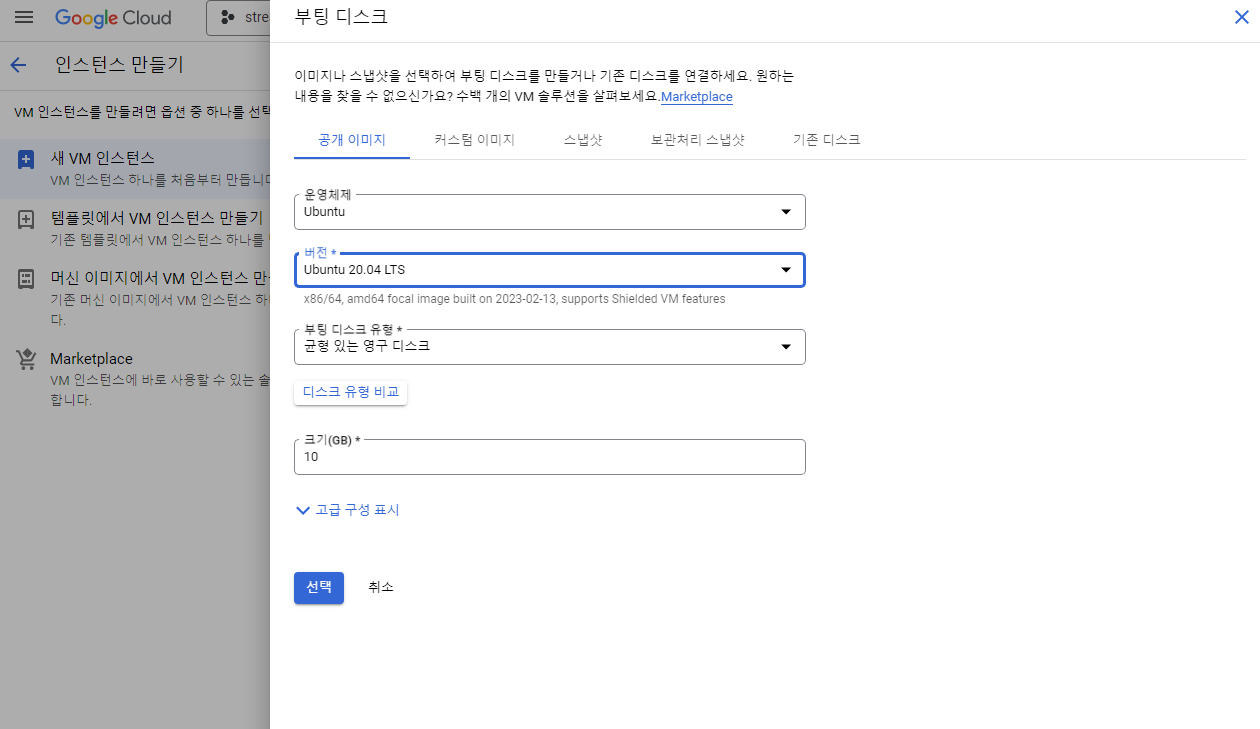 Google Cloud
stre
인스턴스 만들기
VM 인스턴스를 만들려면 옵션 중 하나를 선택
새 VM 인스턴스
VM 인스턴스 하나를 처음부터 만듭니다
템플릿에서 VM 인스턴스 만들기
기존 템플릿에서 VM 인스턴스 하나를
머신 이미지에서 VM 인스턴스 만
기존 머신 이미지에서 VM 인스턴스 하
다.
Marketplace
VM 인스턴스에 바로 사용할 수 있는 솔
합니다.
부팅 디스크
이미지나 스냅샷을 선택하여 부팅 디스크를 만들거나 기존 디스크를 연결하세요. 원하는
내용을 찾을 수 없으신가요? 수백 개의 VM 솔루션을 살펴보세요.Marketplace
공개 이미지
커스텀 이미지
스냅샷
보관처리 스냅샷
기존 디스크
운영체제
Ubuntu
버전 *
Ubuntu 20.04 LTS
x86/64, amd64 focal image built on 2023-02-13, supports Shielded VM features
부팅 디스크 유형 *
균형 있는 영구 디스크
디스크 유형 비교
크기(GB) *
10
고급 구성 표시
선택
취소